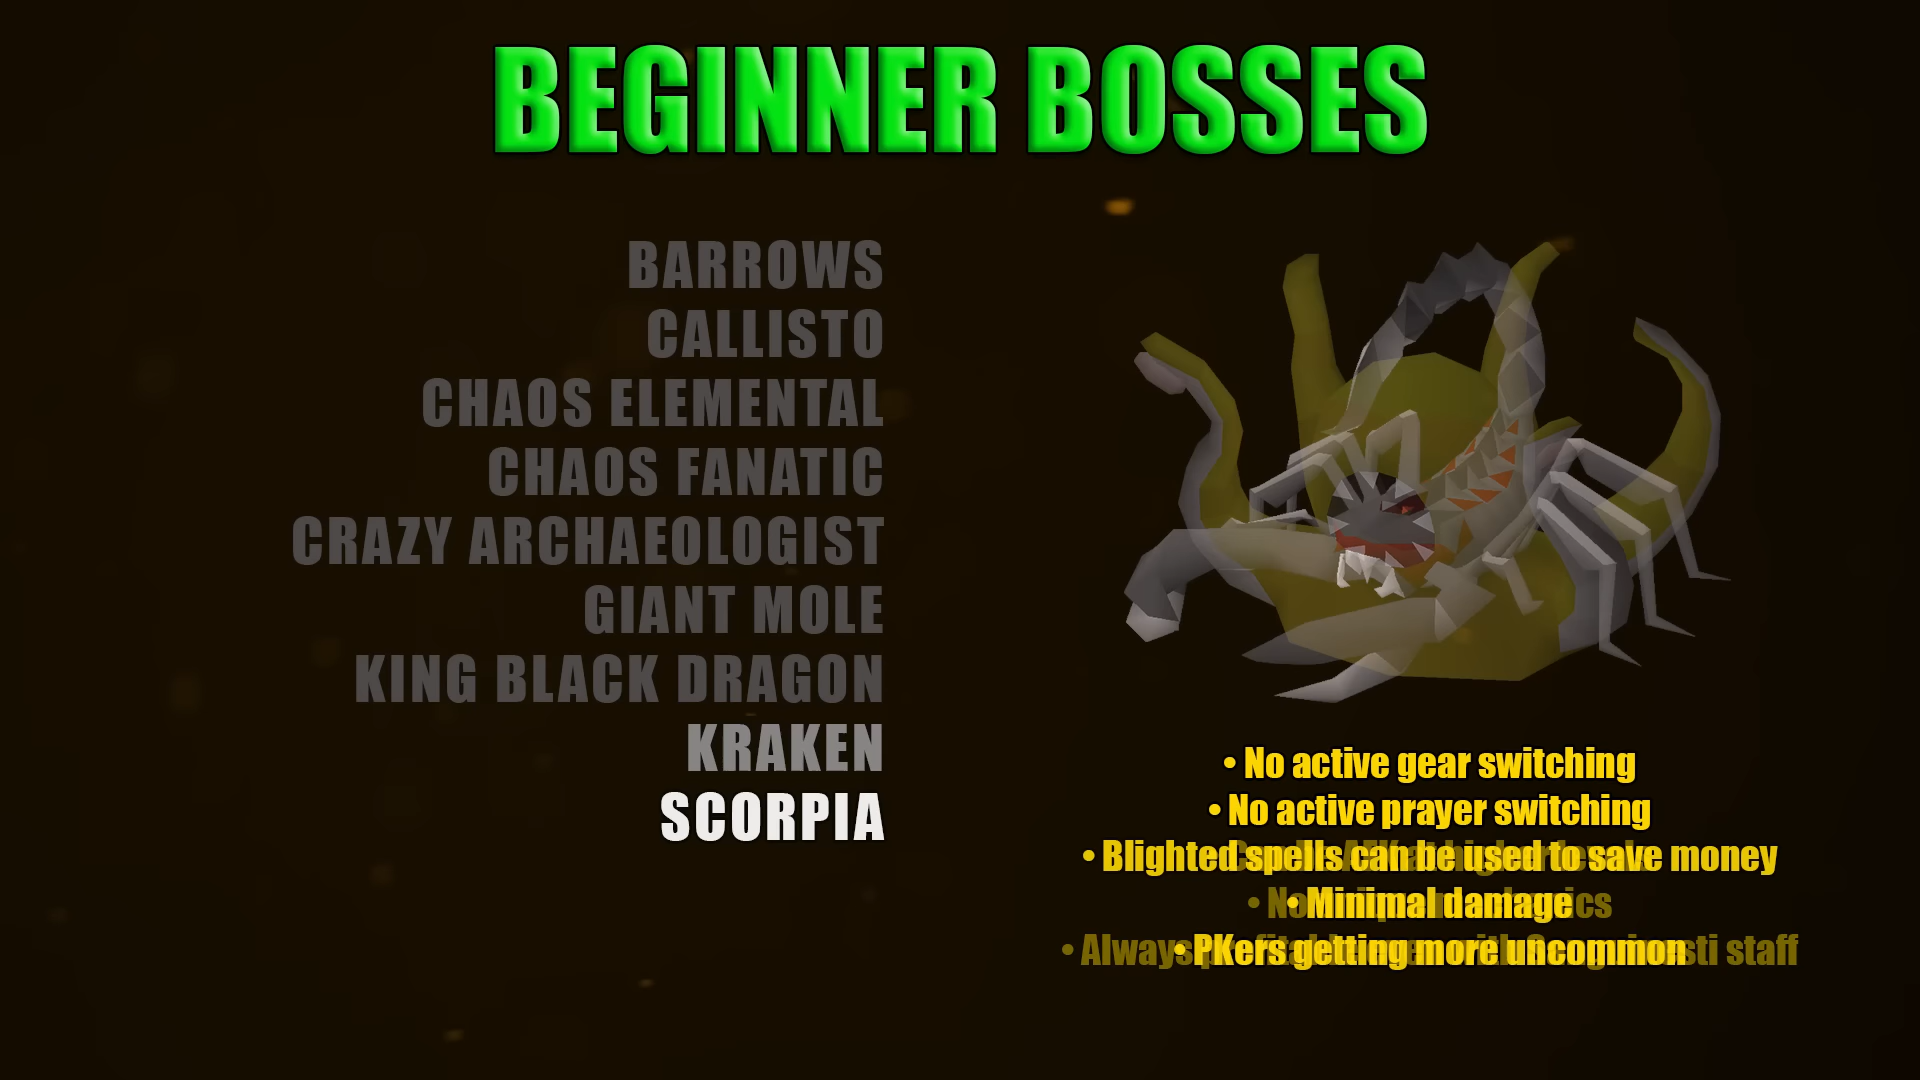 BEGINNER BOSSES
BARROWS
CALLISTO
CHAOS ELEMENTAL
CHAOS FANATIC
CRAZY ARCHAEOLOGIST
GIANT MOLE
KING BLACK DRAGON
KRAKEN
SCORPIA
• No active gear switching
• No active prayer switching
• Blighted spells can be used to save money
• Minimal damage
• PKers getting more uncommon
• Always staff